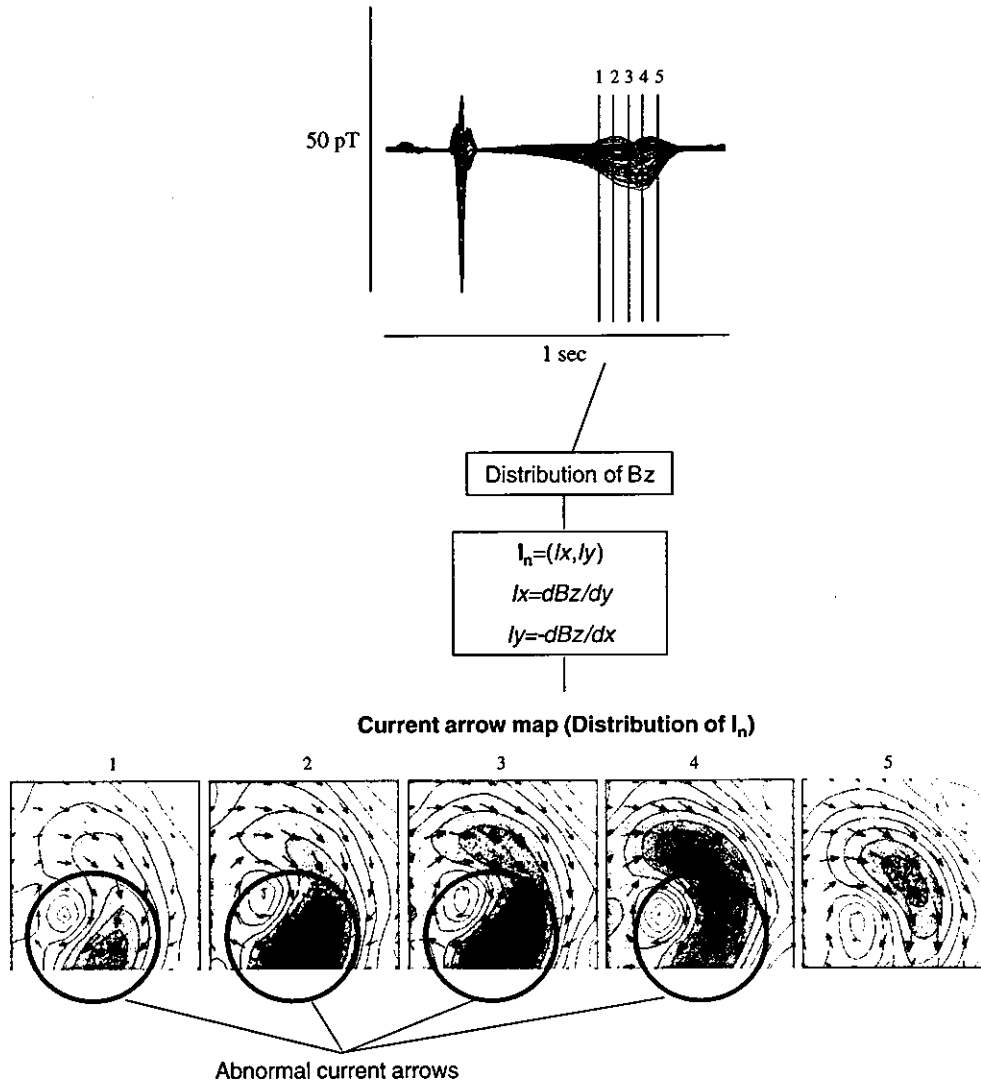 1 2 3 4 5
50 pT
1 sec
Distribution of Bz
In=(Ix,Iy)
Ix=dBz/dy
Iy=-dBz/dx
Current arrow map (Distribution of In)
1 2 3 4 5
Abnormal current arrows